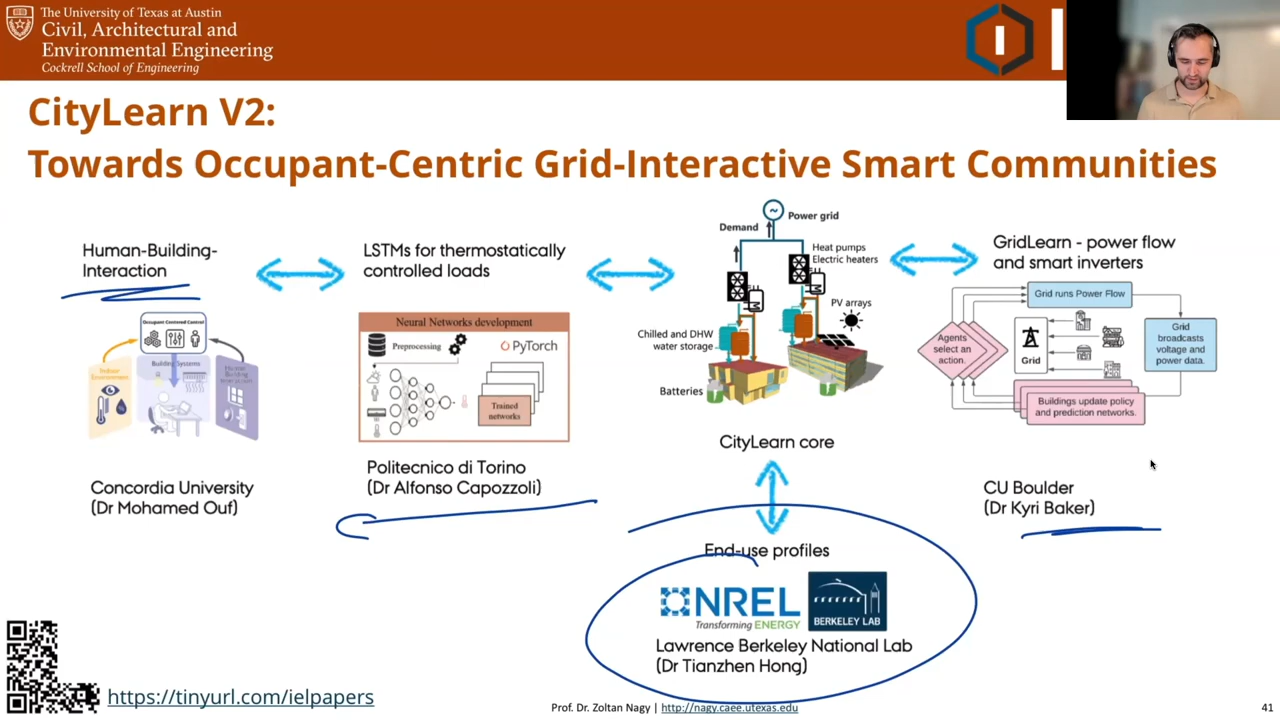 The University of Texas at Austin
Civil, Architectural and
Environmental Engineering
Cockrell School of Engineering
CityLearn V2:
Towards Occupant-Centric Grid-Interactive Smart Communities
Human-Building-
Interaction
Occupant Centered Control
Building Systems
Indoor Environment
Concordia University
(Dr Mohamed Ouf)
LSTMs for thermostatically
controlled loads
Neural Networks development
Preprocessing
PyTorch
Trained
networks
Politecnico di Torino
(Dr Alfonso Capozzoli)
Power grid
Demand
Heat pumps
Electric heaters
PV arrays
Chilled and DHW
water storage
Batteries
CityLearn core
End-use profiles
NREL
Transforming ENERGY
BERKELEY LAB
Lawrence Berkeley National Lab
(Dr Tianzhen Hong)
GridLearn - power flow
and smart inverters
Grid runs Power Flow
Agents
select an
action.
Grid
Grid
broadcasts
voltage and
power data.
Buildings update policy
and prediction networks.
CU Boulder
(Dr Kyri Baker)
https://tinyurl.com/ielpapers
Prof. Dr. Zoltan Nagy | http://nagy.caee.utexas.edu
41